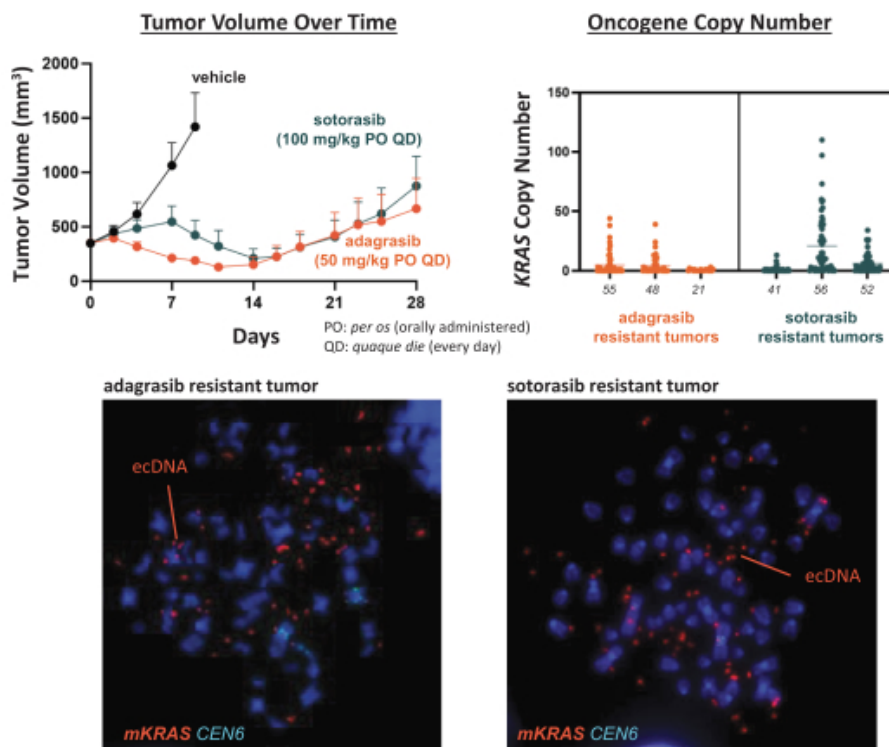 Tumor Volume Over Time
Oncogene Copy Number
Tumor Volume (mm³)
2000
1500
1000
500
0
vehicle
sotorasib
(100 mg/kg PO QD)
adagrasib
(50 mg/kg PO QD)
0 7 14 21 28
Days
PO: per os (orally administered)
QD: quaque die (every day)
KRAS Copy Number
150
100
50
0
55 48 21 41 56 52
adagrasib
resistant tumors
sotorasib
resistant tumors
adagrasib resistant tumor
ecDNA
mKRAS CEN6
sotorasib resistant tumor
ecDNA
mKRAS CEN6